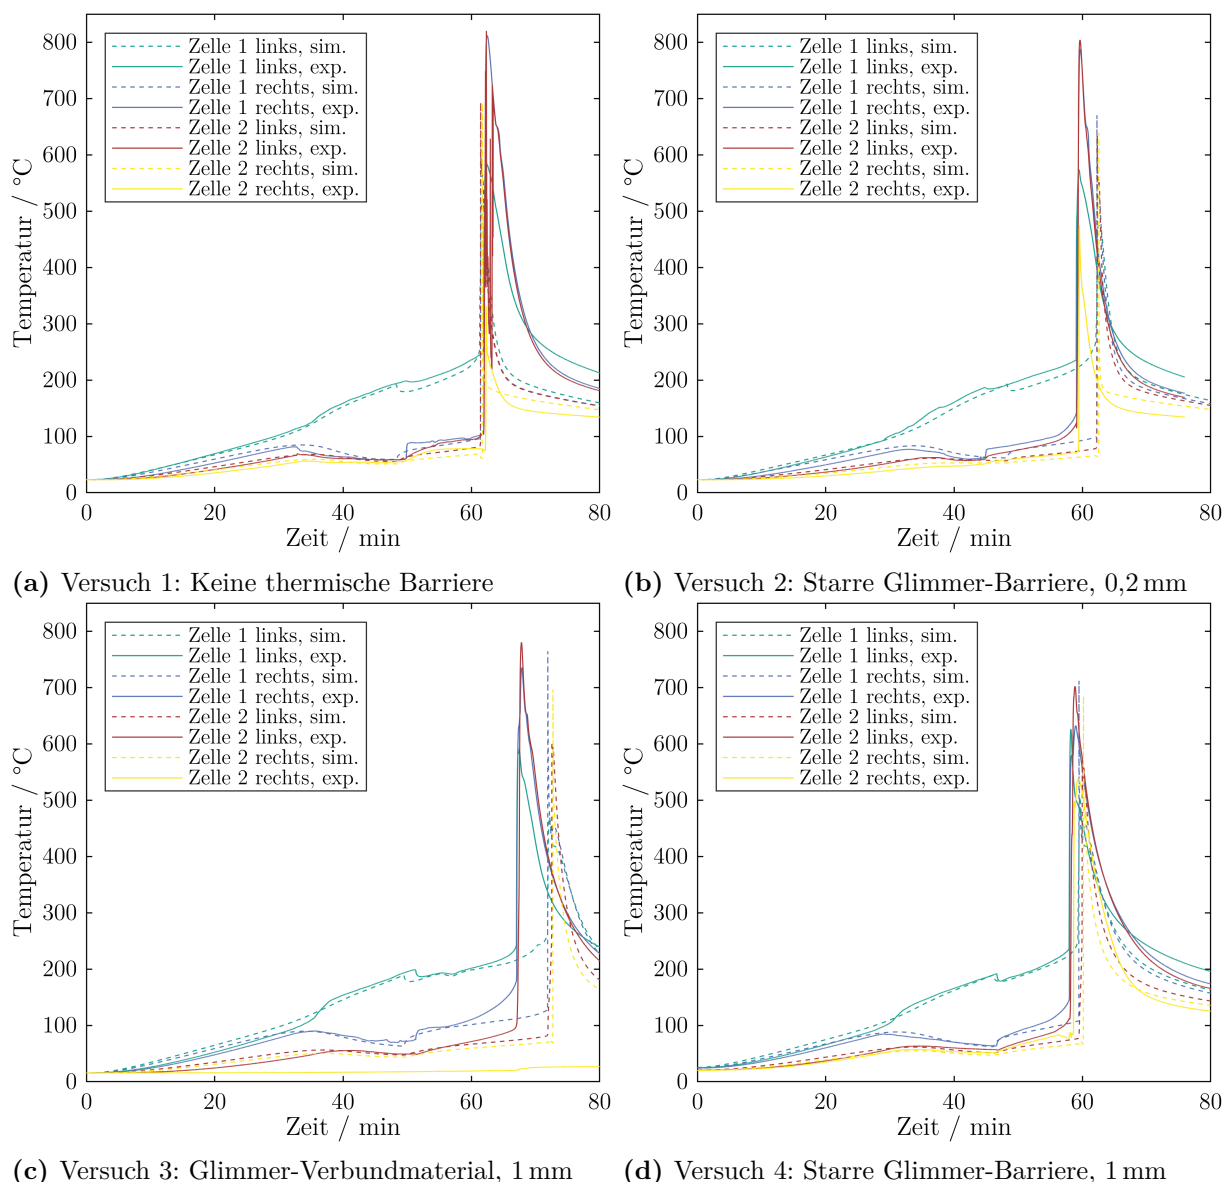 800
700
600
500
400
300
200
100
0
Temperatur / °C
Zelle 1 links, sim.
Zelle 1 links, exp.
Zelle 1 rechts, sim.
Zelle 1 rechts, exp.
Zelle 2 links, sim.
Zelle 2 links, exp.
Zelle 2 rechts, sim.
Zelle 2 rechts, exp.
0 20 40 60 80
Zeit / min
(a) Versuch 1: Keine thermische Barriere
800
700
600
500
400
300
200
100
0
Temperatur / °C
Zelle 1 links, sim.
Zelle 1 links, exp.
Zelle 1 rechts, sim.
Zelle 1 rechts, exp.
Zelle 2 links, sim.
Zelle 2 links, exp.
Zelle 2 rechts, sim.
Zelle 2 rechts, exp.
0 20 40 60 80
Zeit / min
(b) Versuch 2: Starre Glimmer-Barriere, 0,2 mm
800
700
600
500
400
300
200
100
0
Temperatur / °C
Zelle 1 links, sim.
Zelle 1 links, exp.
Zelle 1 rechts, sim.
Zelle 1 rechts, exp.
Zelle 2 links, sim.
Zelle 2 links, exp.
Zelle 2 rechts, sim.
Zelle 2 rechts, exp.
0 20 40 60 80
Zeit / min
(c) Versuch 3: Glimmer-Verbundmaterial, 1 mm
800
700
600
500
400
300
200
100
0
Temperatur / °C
Zelle 1 links, sim.
Zelle 1 links, exp.
Zelle 1 rechts, sim.
Zelle 1 rechts, exp.
Zelle 2 links, sim.
Zelle 2 links, exp.
Zelle 2 rechts, sim.
Zelle 2 rechts, exp.
0 20 40 60 80
Zeit / min
(d) Versuch 4: Starre Glimmer-Barriere, 1 mm